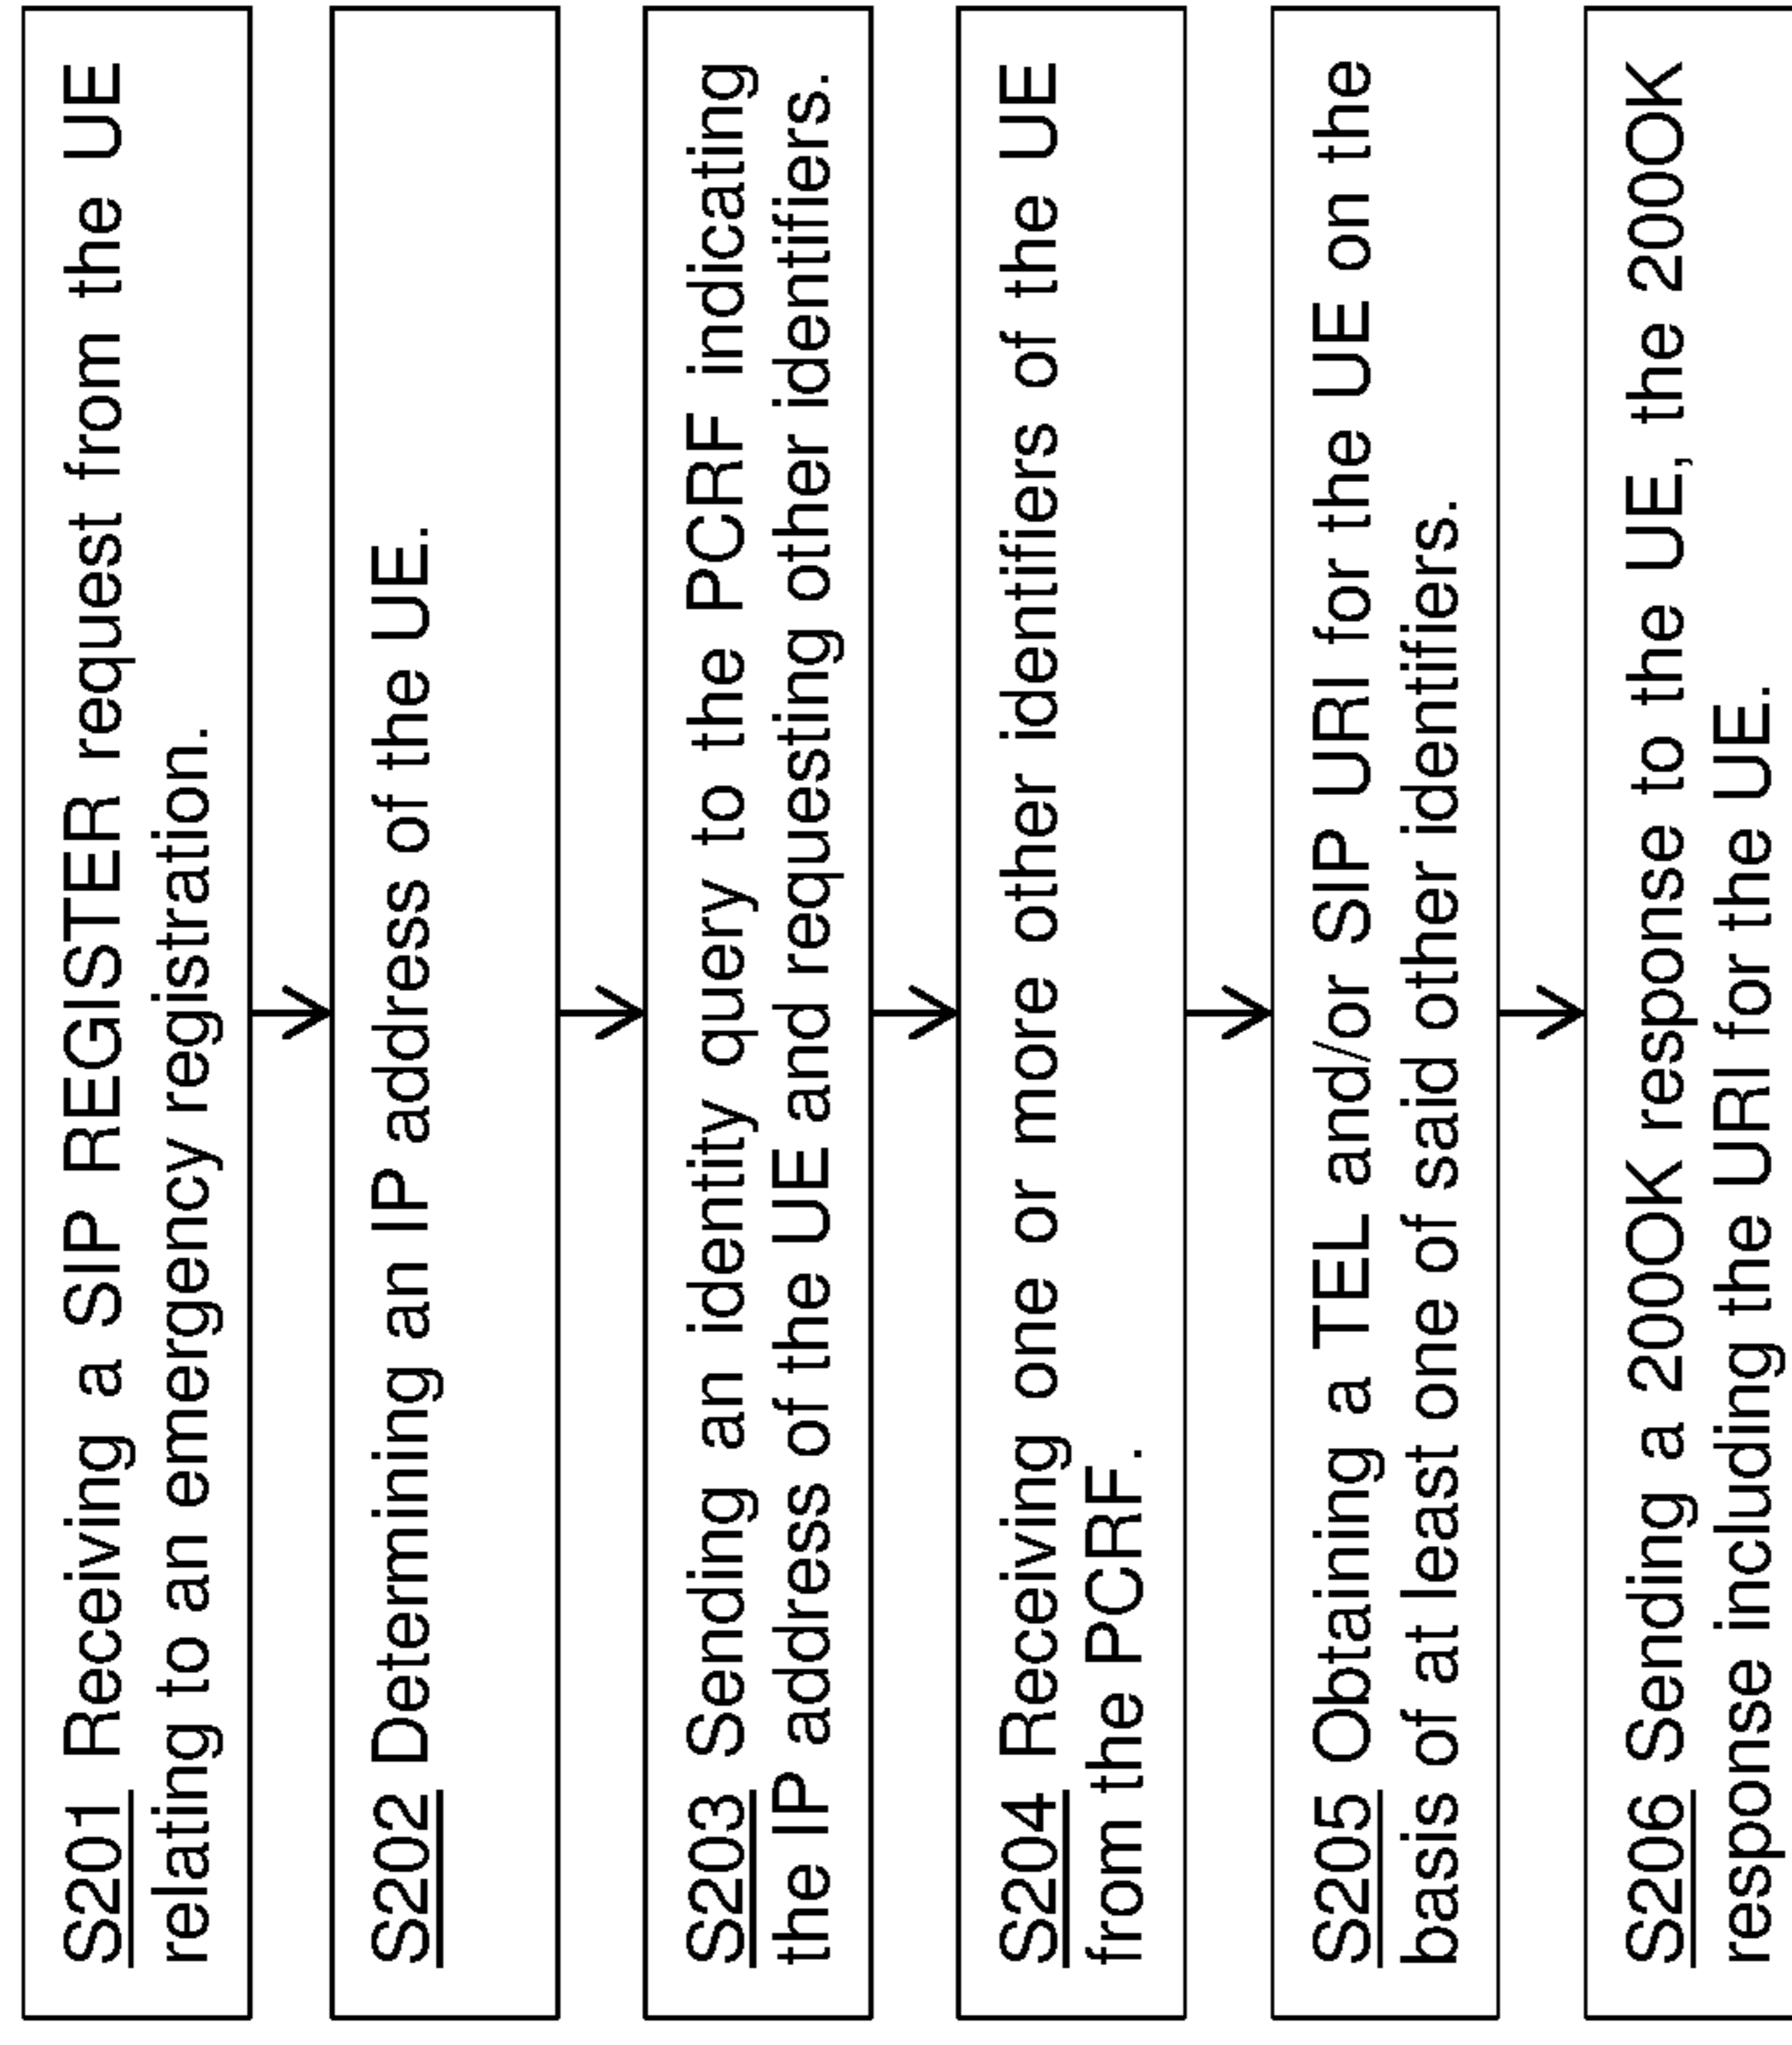 S201 Receiving a SIP REGISTER request from the UE
relating to an emergency registration.
S202 Determining an IP address of the UE.
S203 Sending an identity query to the PCRF indicating
the IP address of the UE and requesting other identifiers.
S204 Receiving one or more other identifiers of the UE
from the PCRF.
S205 Obtaining a TEL and/or SIP URI for the UE on the
basis of at least one of said other identifiers.
S206 Sending a 200OK response to the UE, the 200OK
response including the URI for the UE.